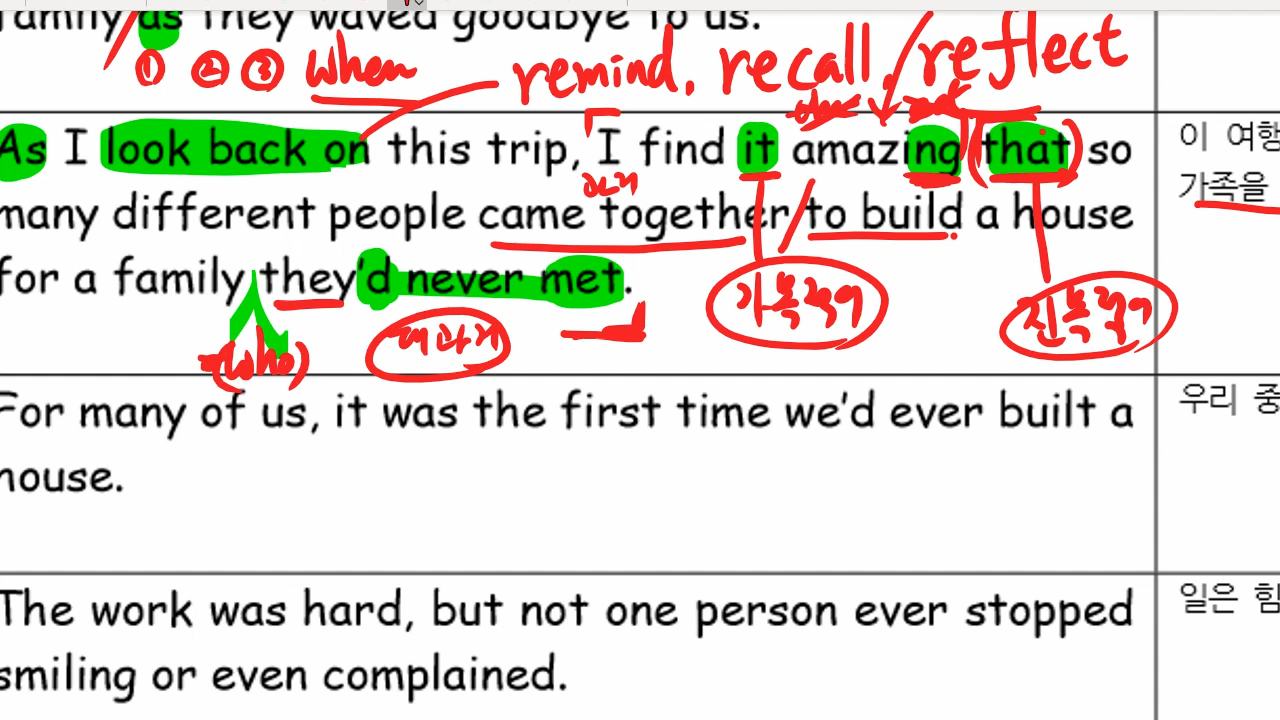 family as they waved goodbye to us.
① ② ③ when remind. recall. reflect
As I look back on this trip, I find it amazing (that) so
이 여행
many different people came together to build a house
가족을
for a family they'd never met.
(who) 대과거 가목적어 진목적어
For many of us, it was the first time we'd ever built a
우리 중
house.
The work was hard, but not one person ever stopped
일은 힘
smiling or even complained.